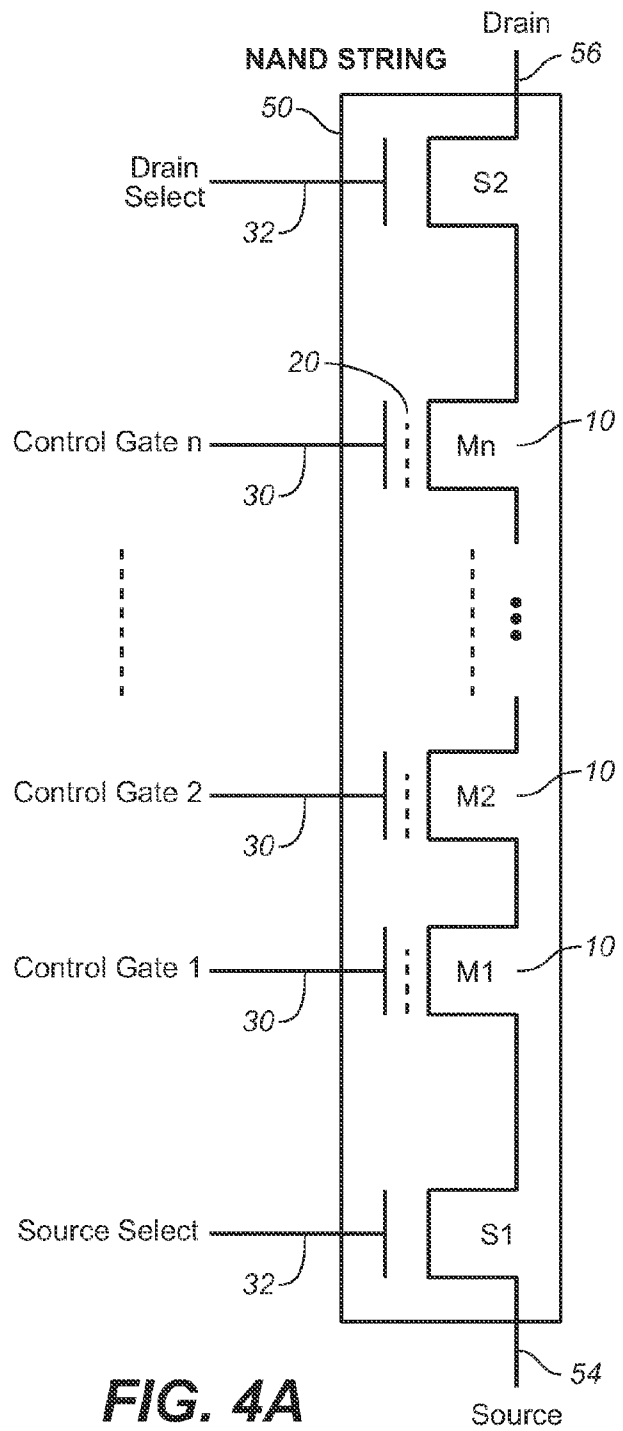 Drain
56
NAND STRING
50
Drain
Select
S2
32
20
Control Gate n
Mn
10
30
Control Gate 2
M2
10
30
Control Gate 1
M1
10
30
Source Select
S1
32
54
FIG. 4A
Source